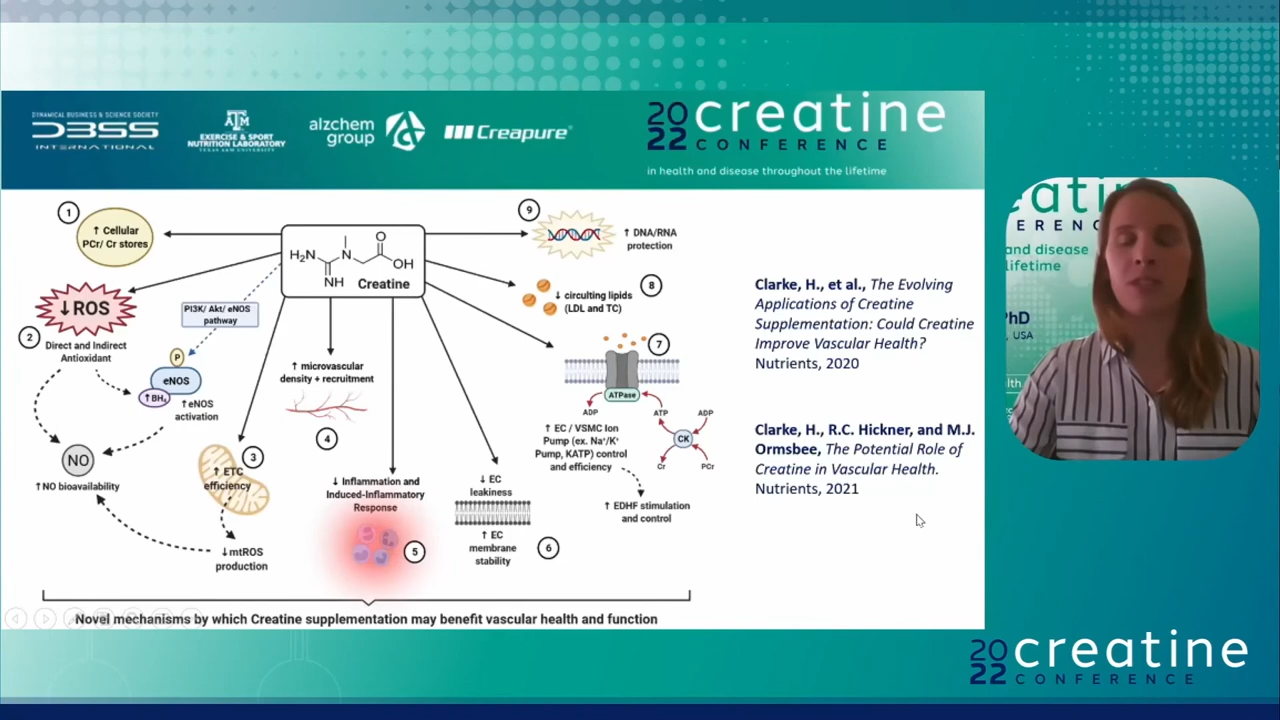 DYNAMICAL BUSINESS & SCIENCE SOCIETY
DBSS
INTERNATIONAL
ATM
EXERCISE & SPORT
NUTRITION LABORATORY
TEXAS A&M UNIVERSITY
alzchem
group
Creapure®
2022 creatine
CONFERENCE
in health and disease throughout the lifetime
1
↑ Cellular
PCr/ Cr stores
H₂N
N
O
OH
NH
Creatine
9
↑ DNA/RNA
protection
↓ROS
2
Direct and Indirect
Antioxidant
PI3K/ Akt/ eNOS
pathway
P
eNOS
↑BH₄
↑eNOS
activation
NO
↑NO bioavailability
3
↑ ETC
efficiency
↓mtROS
production
↑ microvascular
density + recruitment
4
↓ Inflammation and
Induced-Inflammatory
Response
5
↓ EC
leakiness
↑ EC
membrane
stability
6
8
↓ circulting lipids
(LDL and TC)
7
ATPase
ADP
ATP
ADP
CK
Cr
PCr
↑ EC / VSMC Ion
Pump (ex. Na⁺/K⁺
Pump, KATP) control
and efficiency
↑ EDHF stimulation
and control
Novel mechanisms by which Creatine supplementation may benefit vascular health and function
Clarke, H., et al., The Evolving
Applications of Creatine
Supplementation: Could Creatine
Improve Vascular Health?
Nutrients, 2020
Clarke, H., R.C. Hickner, and M.J.
Ormsbee, The Potential Role of
Creatine in Vascular Health.
Nutrients, 2021
eatin
ERENC
and disease
lifetime
PhD
USA
2022 creatine
CONFERENCE